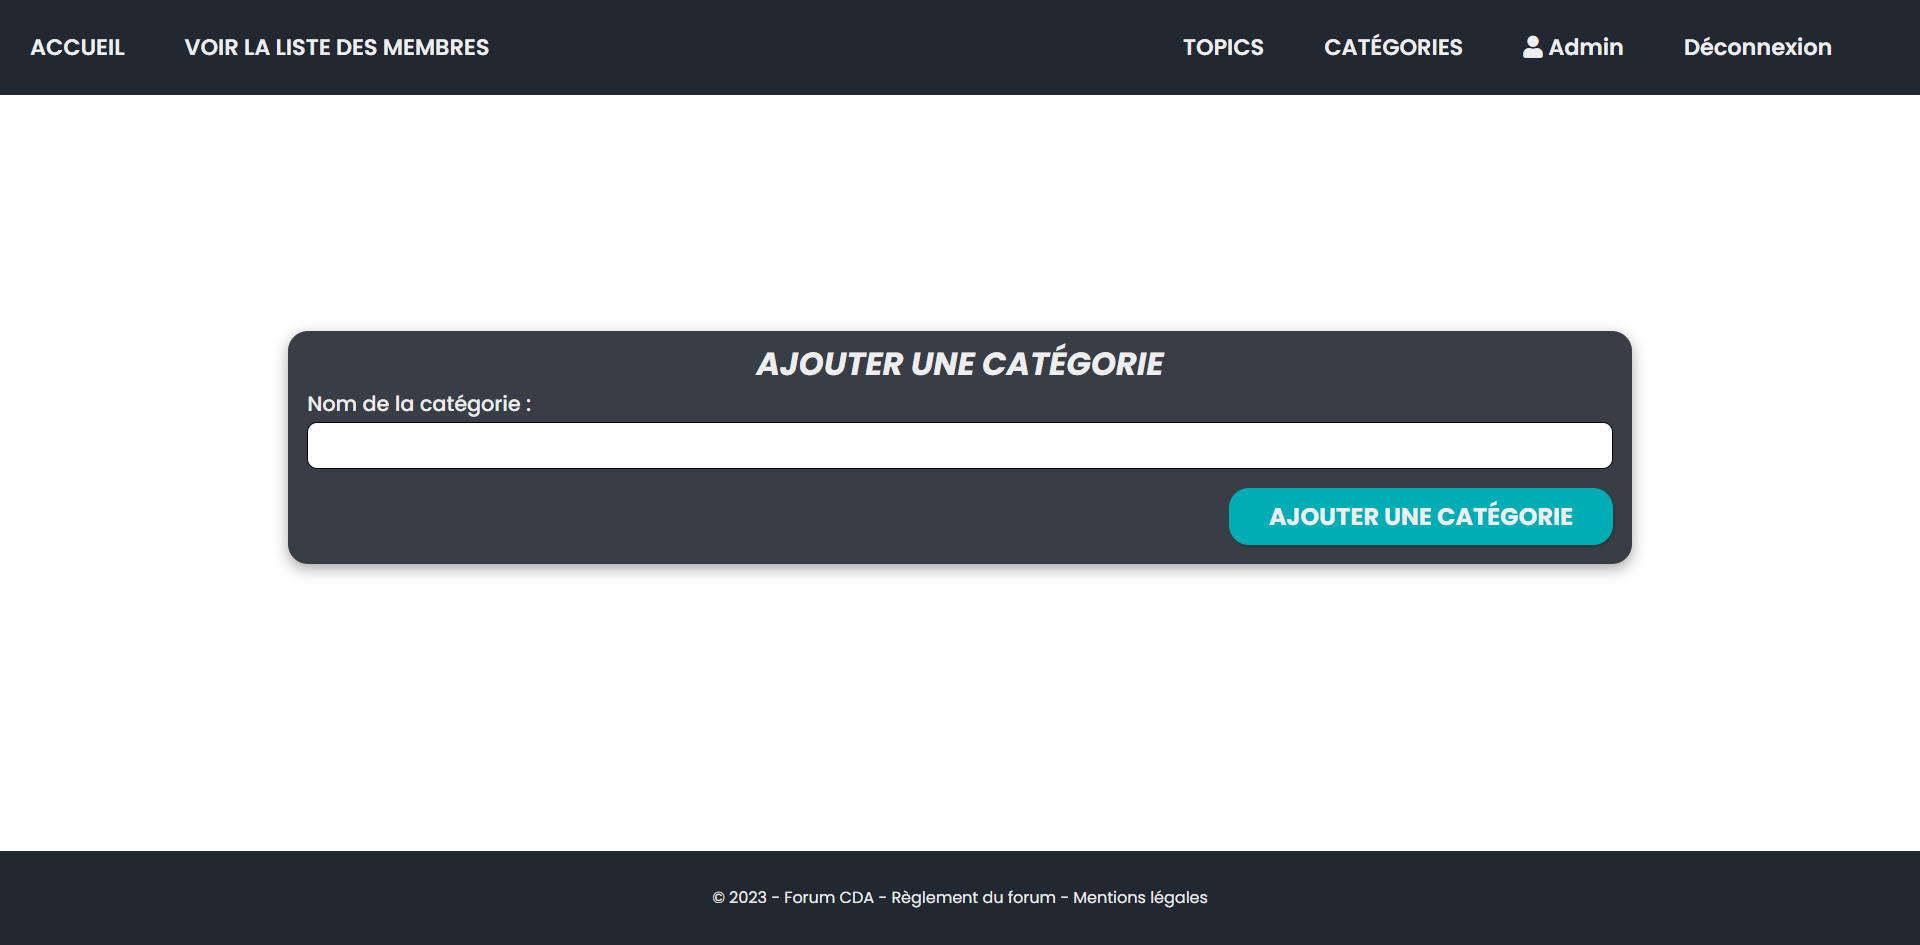 ACCUEIL VOIR LA LISTE DES MEMBRES TOPICS CATÉGORIES Admin Déconnexion
AJOUTER UNE CATÉGORIE
Nom de la catégorie :
AJOUTER UNE CATÉGORIE
© 2023 - Forum CDA - Règlement du forum - Mentions légales